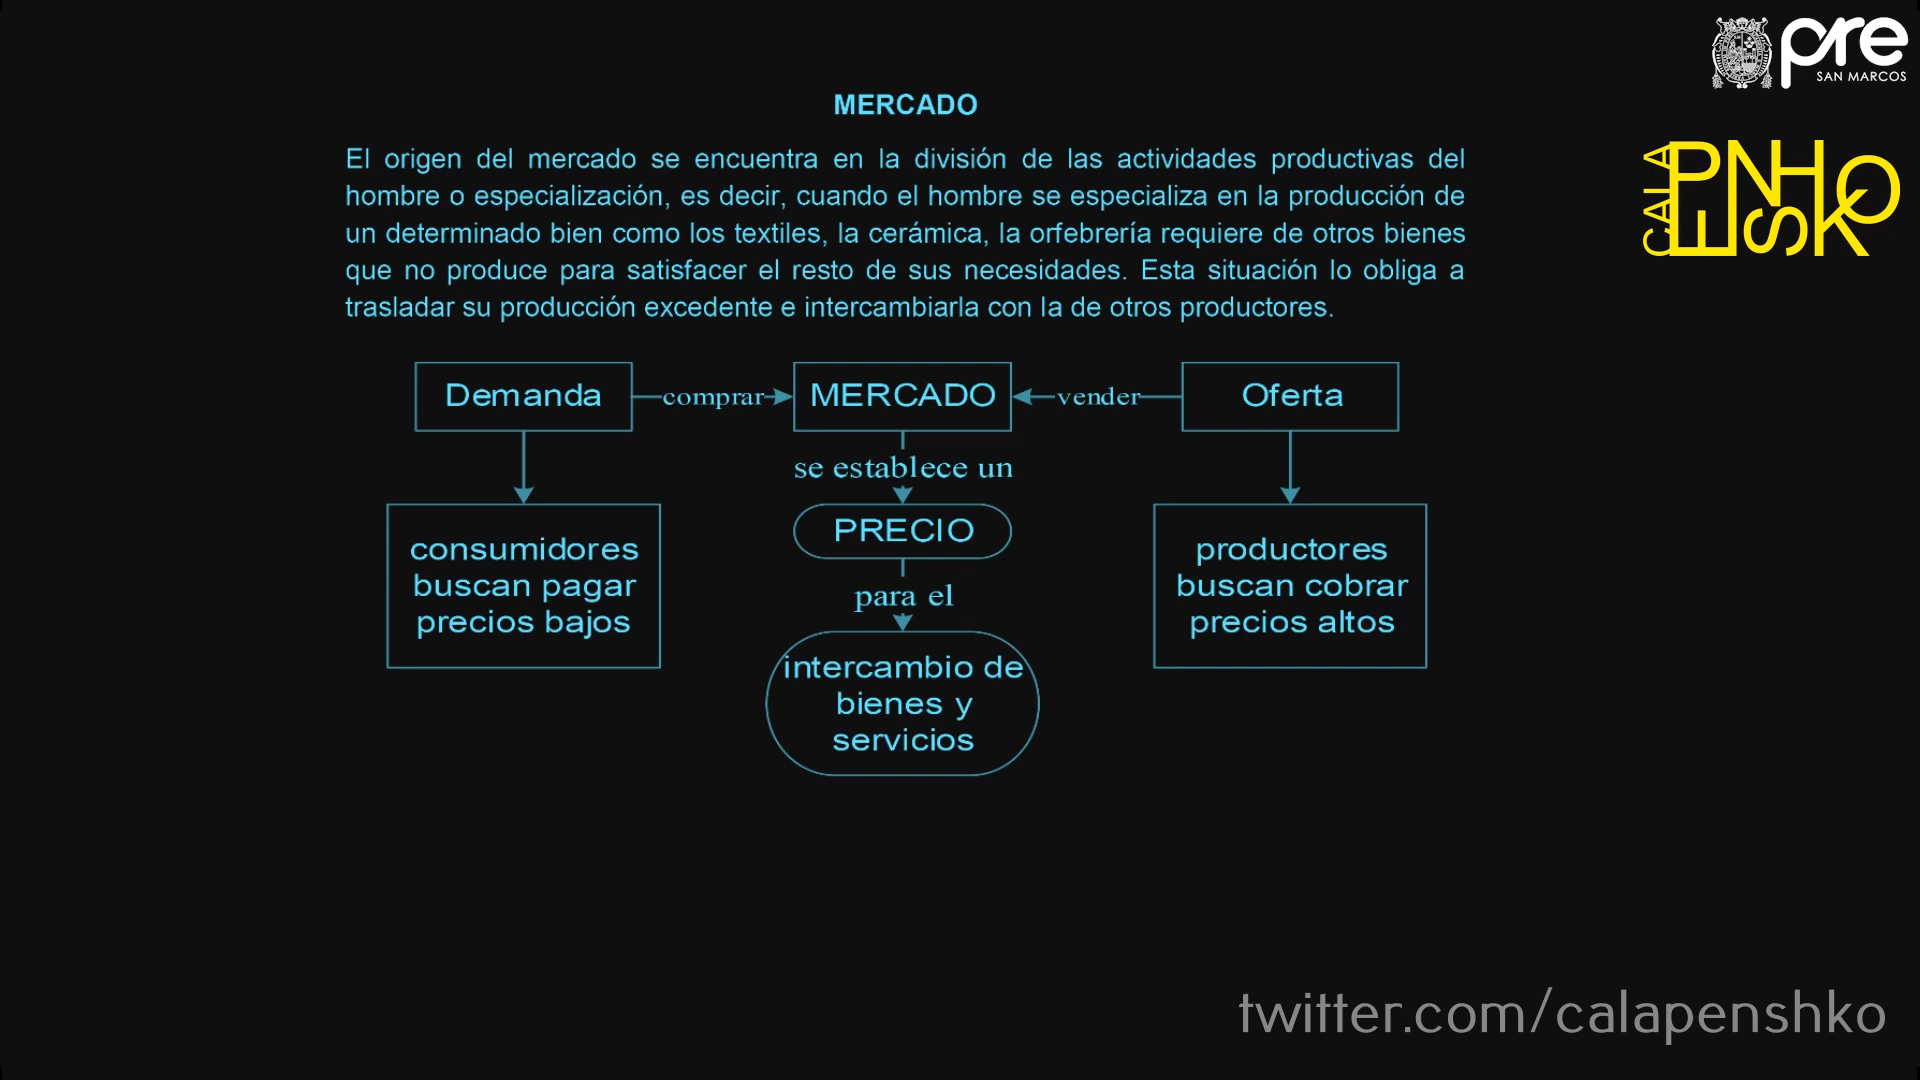 pre
SAN MARCOS
CALA
PENSHKO
MERCADO
El origen del mercado se encuentra en la división de las actividades productivas del
hombre o especialización, es decir, cuando el hombre se especializa en la producción de
un determinado bien como los textiles, la cerámica, la orfebrería requiere de otros bienes
que no produce para satisfacer el resto de sus necesidades. Esta situación lo obliga a
trasladar su producción excedente e intercambiarla con la de otros productores.
Demanda
comprar
MERCADO
vender
Oferta
se establece un
PRECIO
para el
intercambio de
bienes y
servicios
consumidores
buscan pagar
precios bajos
productores
buscan cobrar
precios altos
twitter.com/calapenshko